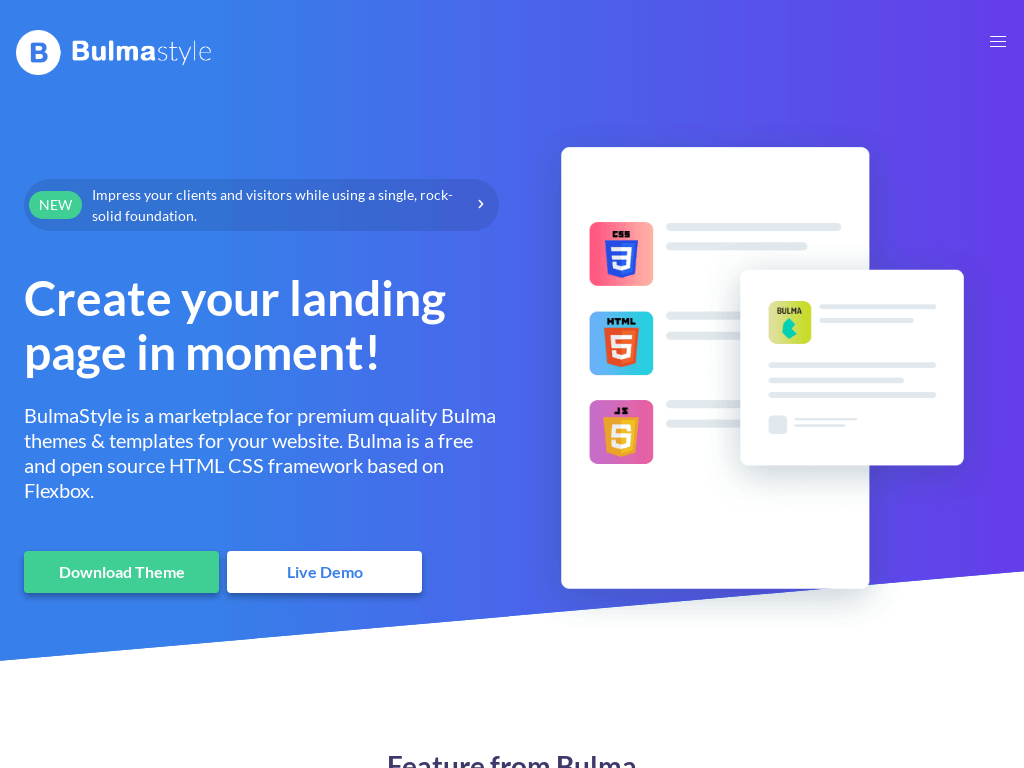 B Bulmastyle
NEW
Impress your clients and visitors while using a single, rock-
solid foundation.
Create your landing
page in moment!
BulmaStyle is a marketplace for premium quality Bulma
themes & templates for your website. Bulma is a free
and open source HTML CSS framework based on
Flexbox.
Download Theme
Live Demo
CSS
3
HTML
5
JS
5
BULMA
Feature from Bulma